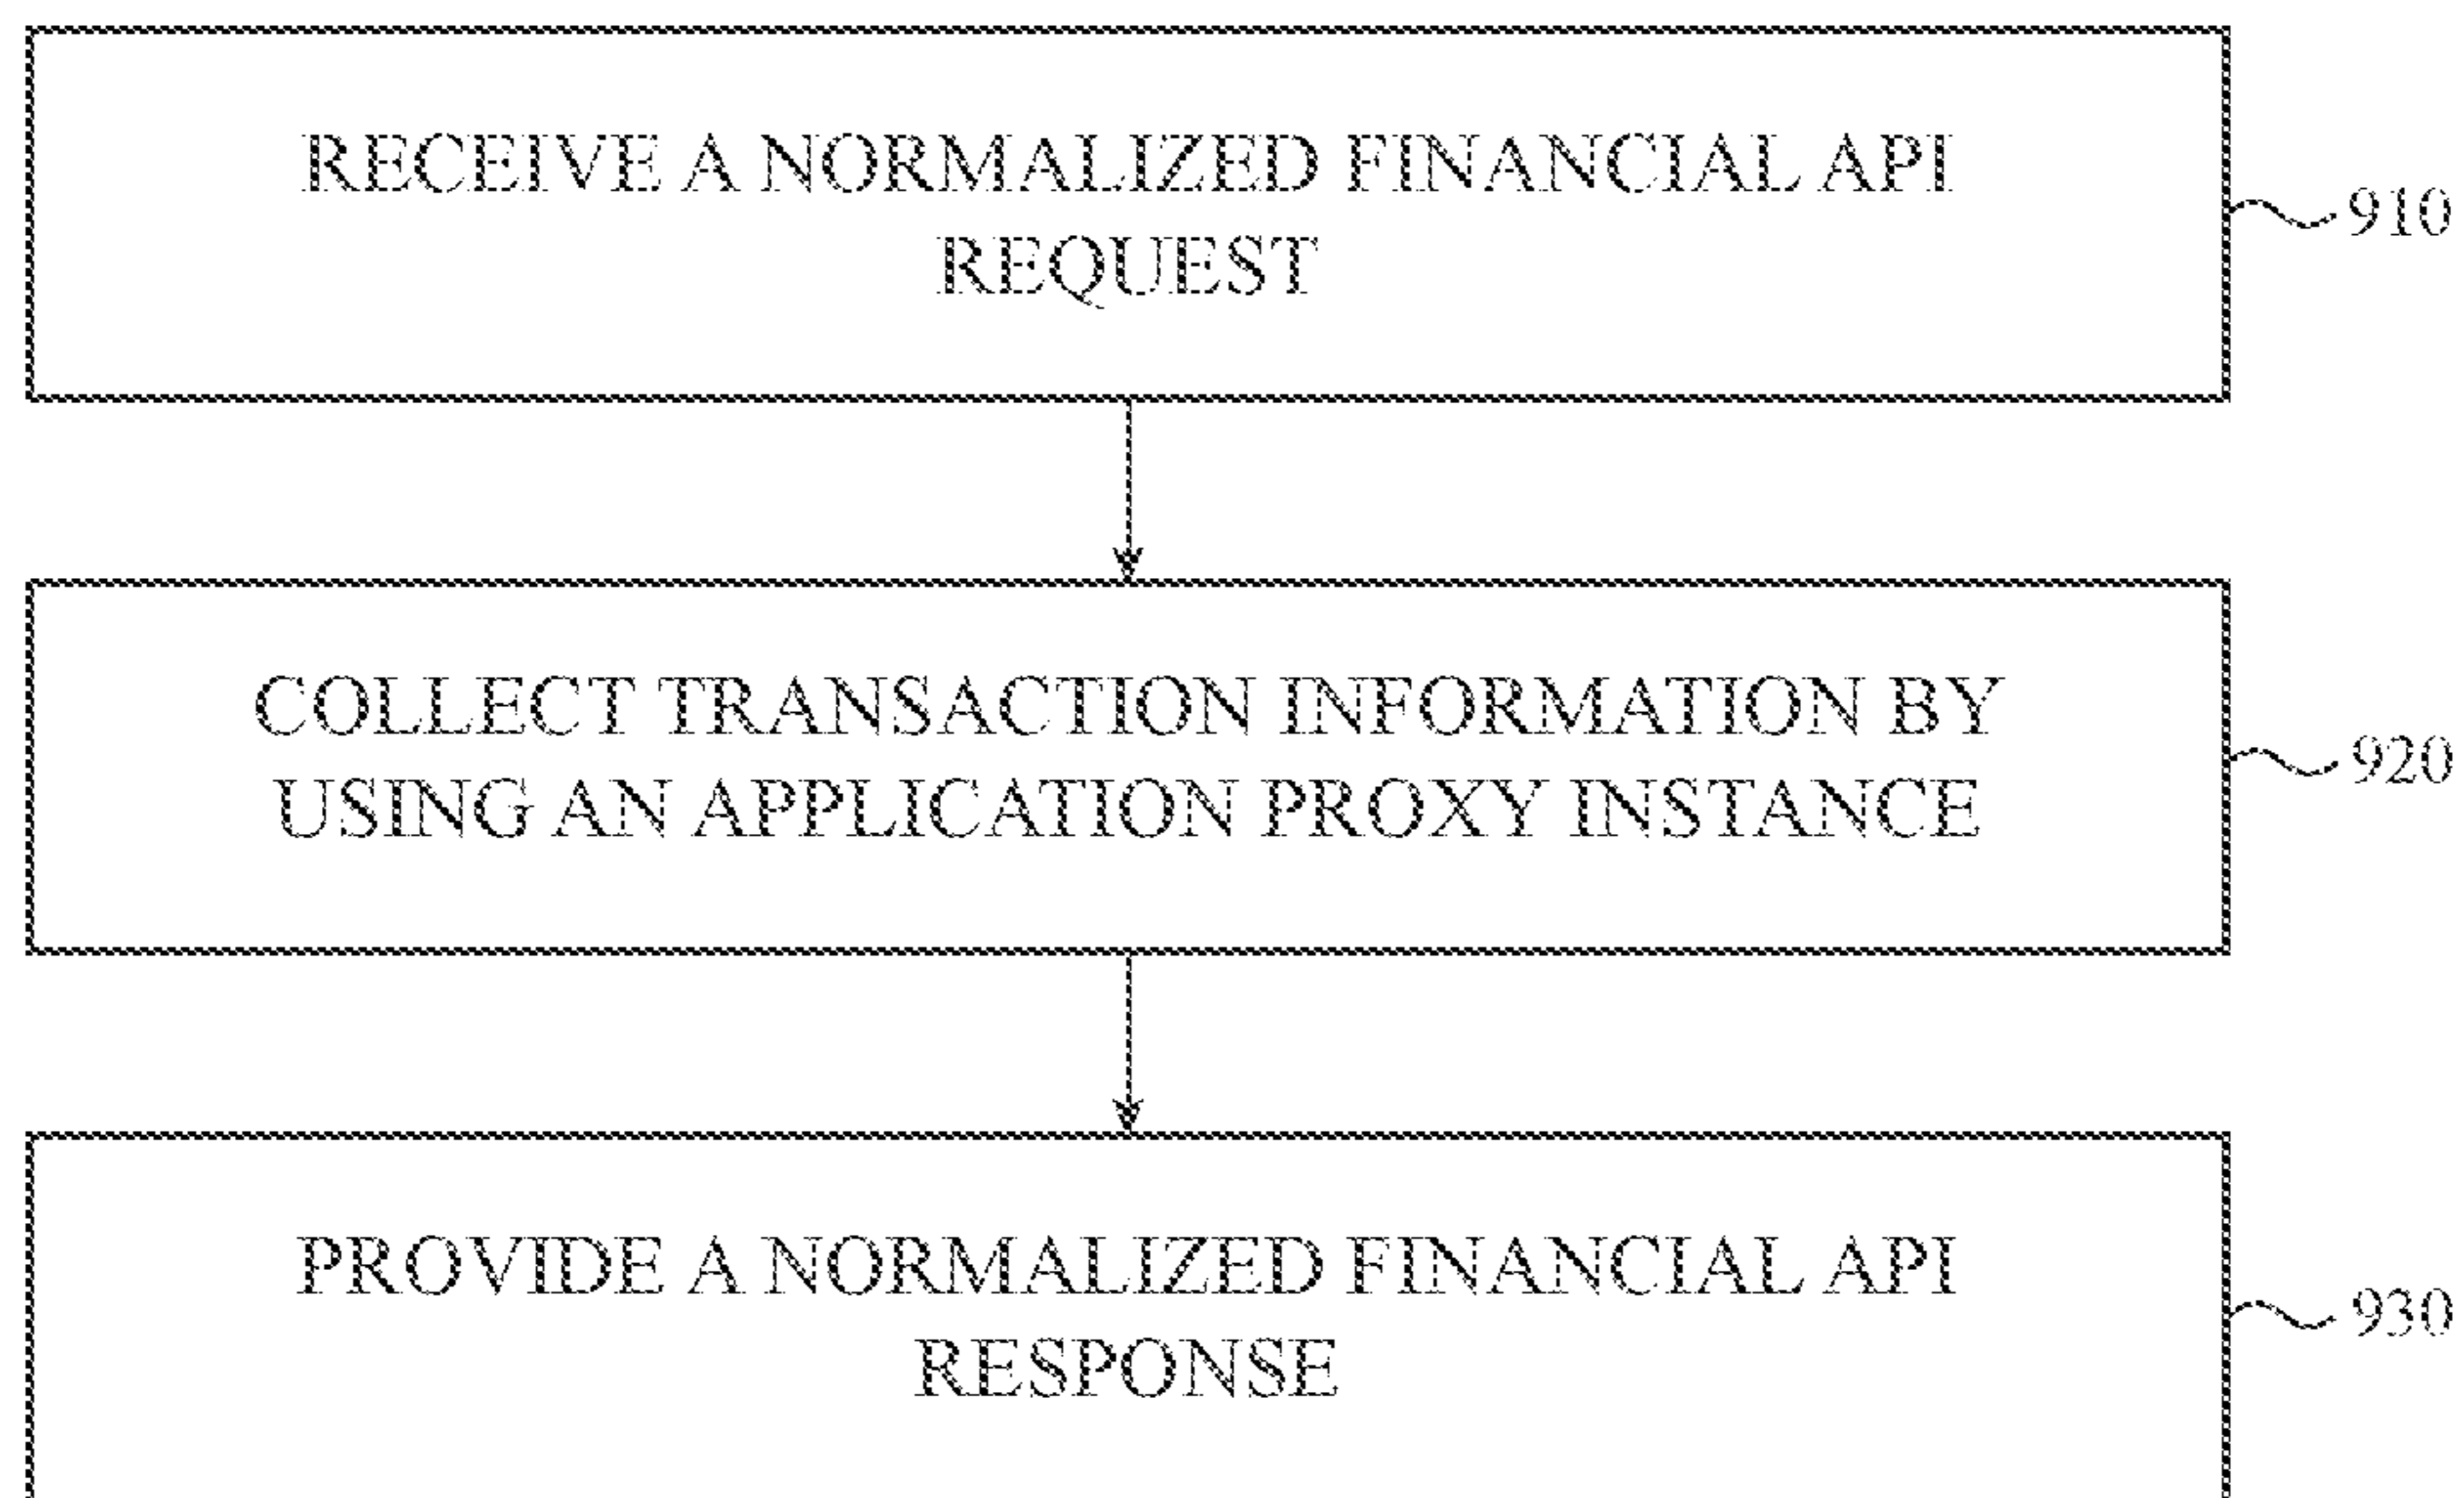 RECEIVE A NORMALIZED FINANCIAL API
REQUEST
910
COLLECT TRANSACTION INFORMATION BY
USING AN APPLICATION PROXY INSTANCE
920
PROVIDE A NORMALIZED FINANCIAL API
RESPONSE
930